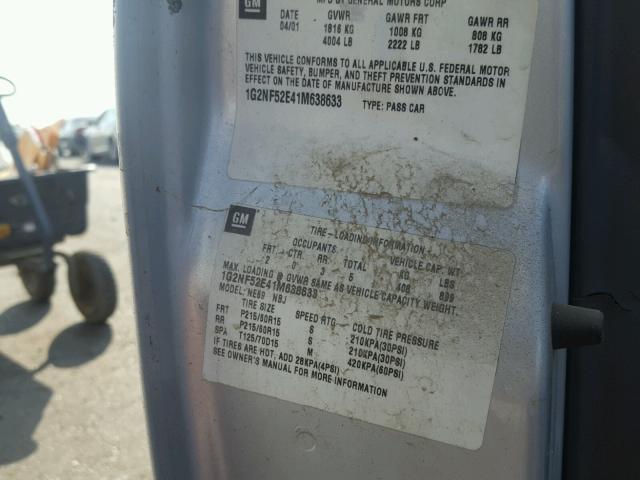 GM
MFD BY GENERAL MOTORS CORP
DATE GVWR GAWR FRT GAWR RR
04/01 1816 KG 1008 KG 808 KG
4004 LB 2222 LB 1782 LB
THIS VEHICLE CONFORMS TO ALL APPLICABLE U.S. FEDERAL MOTOR
VEHICLE SAFETY, BUMPER, AND THEFT PREVENTION STANDARDS IN
EFFECT ON THE DATE OF MANUFACTURE SHOWN ABOVE.
1G2NF52E41M638633 TYPE: PASS CAR
GM
TIRE-LOADING INFORMATION
OCCUPANTS VEHICLE CAP. WT.
FRT CTR. RR TOTAL KG LBS
2 0 3 5 408 899
MAX. LOADING @ GVWR SAME AS VEHICLE CAPACITY WEIGHT.
1G2NF52E41M638633
MODEL: NE69 NBJ
TIRE SIZE SPEED RTG COLD TIRE PRESSURE
FRT P215/60R15 S 210KPA(30PSI)
RR P215/60R15 S 210KPA(30PSI)
SPA T125/70D15 M 420KPA(60PSI)
IF TIRES ARE HOT, ADD 28KPA(4PSI)
SEE OWNER'S MANUAL FOR MORE INFORMATION